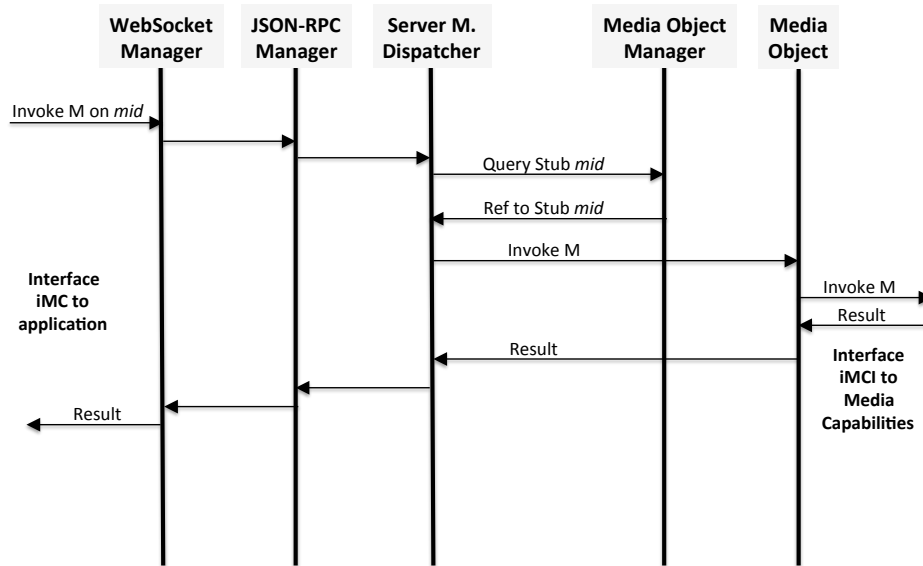 WebSocket
Manager
JSON-RPC
Manager
Server M.
Dispatcher
Media Object
Manager
Media
Object
Invoke M on mid
Query Stub mid
Ref to Stub mid
Invoke M
Interface
iMC to
application
Invoke M
Result
Result
Interface
iMCI to
Media
Capabilities
Result